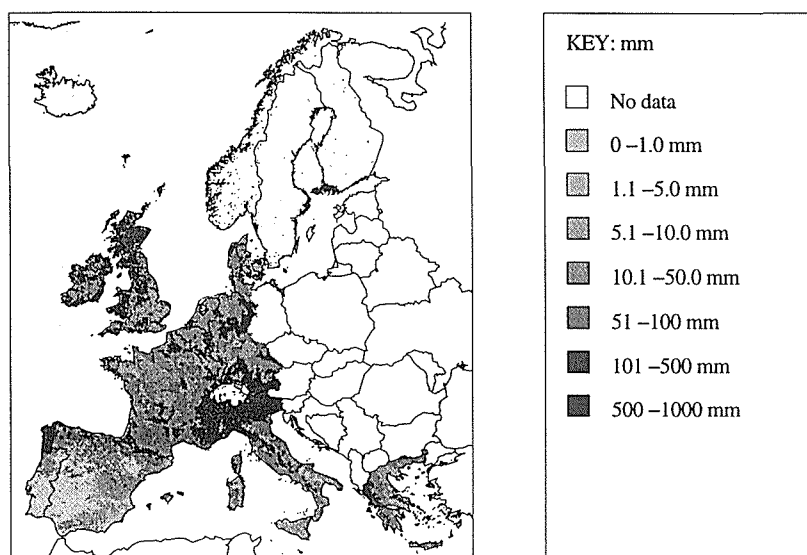 KEY: mm
No data
0 –1.0 mm
1.1 –5.0 mm
5.1 –10.0 mm
10.1 –50.0 mm
51 –100 mm
101 –500 mm
500 –1000 mm